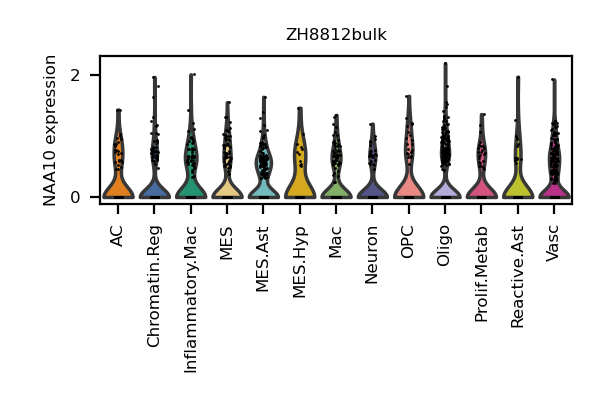 ZH8812bulk
NAA10 expression
2
0
AC
Chromatin.Reg
Inflammatory.Mac
MES
MES.Ast
MES.Hyp
Mac
Neuron
OPC
Oligo
Prolif.Metab
Reactive.Ast
Vasc